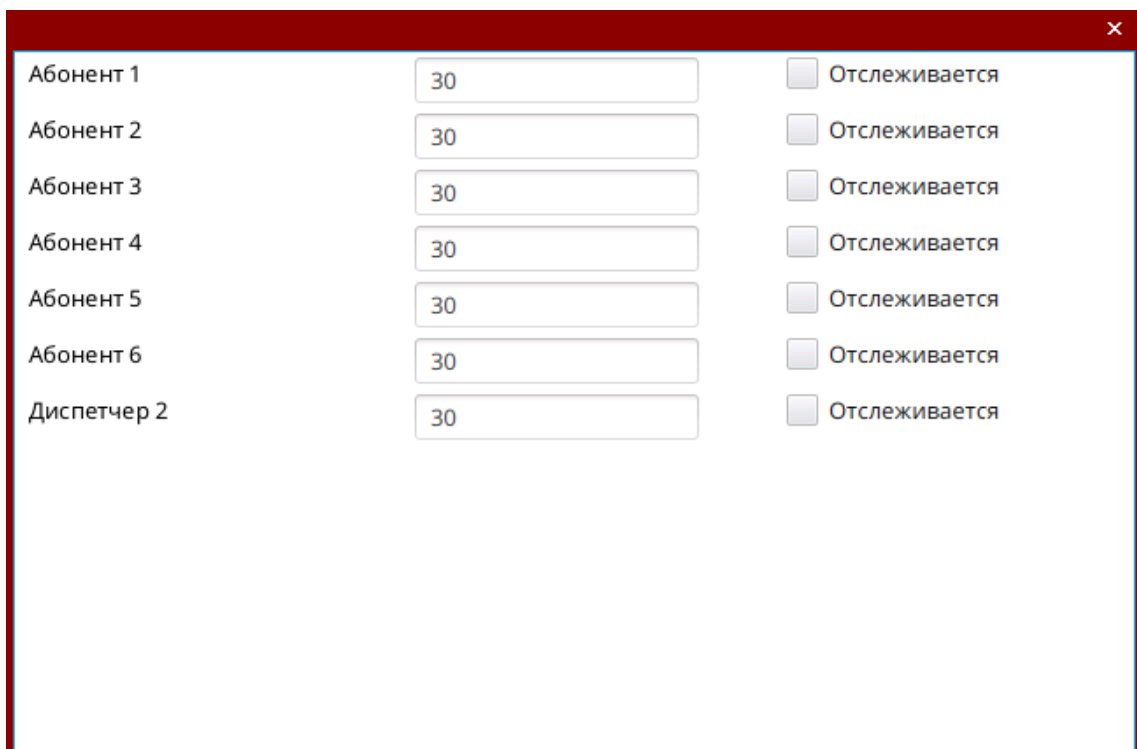 Абонент 1 30 Отслеживается
Абонент 2 30 Отслеживается
Абонент 3 30 Отслеживается
Абонент 4 30 Отслеживается
Абонент 5 30 Отслеживается
Абонент 6 30 Отслеживается
Диспетчер 2 30 Отслеживается